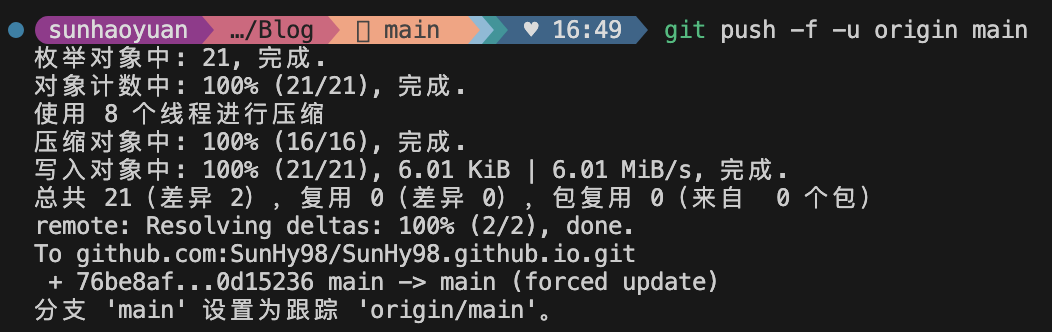 sunhaoyuan …/Blog main ♥ 16:49 git push -f -u origin main
枚举对象中: 21, 完成.
对象计数中: 100% (21/21), 完成.
使用 8 个线程进行压缩
压缩对象中: 100% (16/16), 完成.
写入对象中: 100% (21/21), 6.01 KiB | 6.01 MiB/s, 完成.
总共 21（差异 2），复用 0（差异 0），包复用 0（来自  0 个包）
remote: Resolving deltas: 100% (2/2), done.
To github.com:SunHy98/SunHy98.github.io.git
 + 76be8af...0d15236 main -> main (forced update)
分支 'main' 设置为跟踪 'origin/main'。